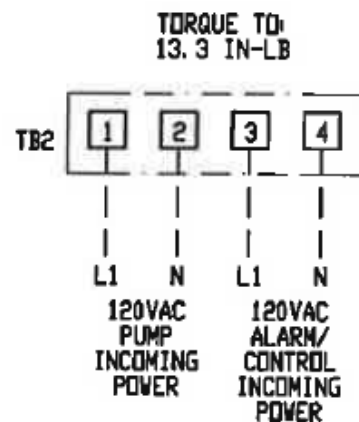 TORQUE TO:
13.3 IN-LB
TB2 1 2 3 4
L1 N L1 N
120VAC
PUMP
INCOMING
POWER
120VAC
ALARM/
CONTROL
INCOMING
POWER